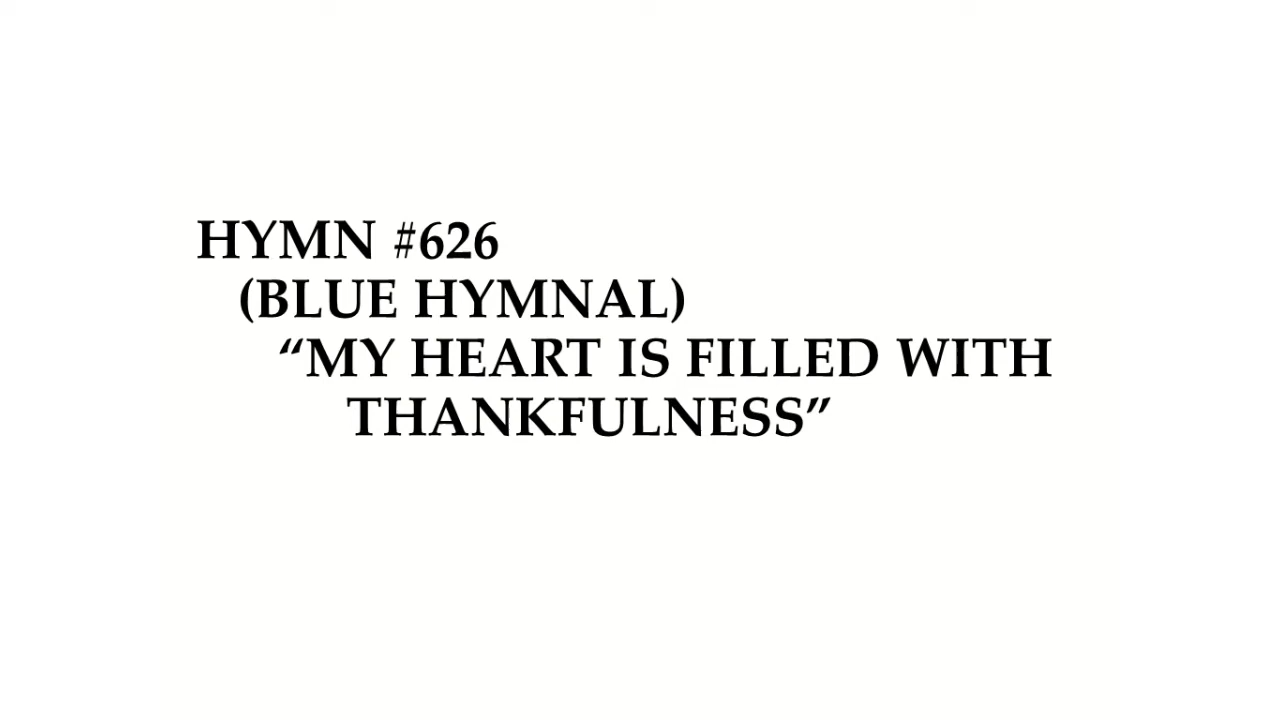 HYMN #626
(BLUE HYMNAL)
“MY HEART IS FILLED WITH
THANKFULNESS”